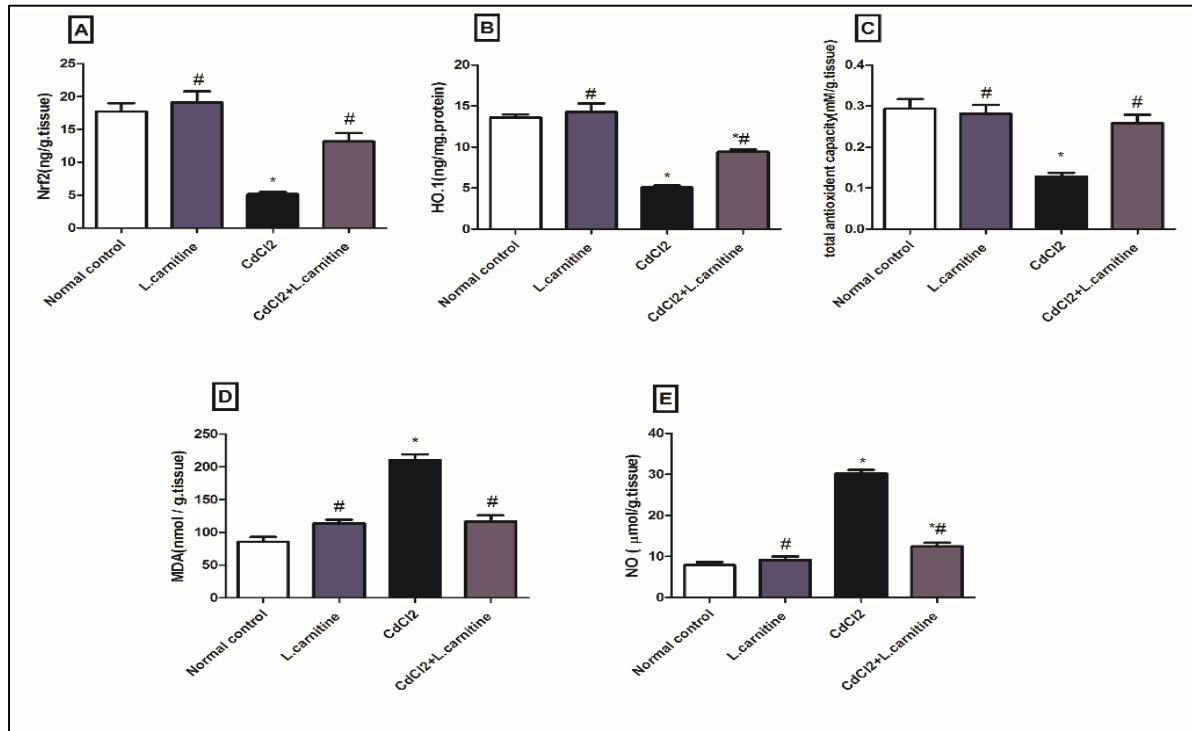 A
Nrf2(ng/g.tissue)
25
20
15
10
5
0
#
*
#
Normal control
L.carnitine
CdCl2
CdCl2+L.carnitine
B
HO.1(ng/mg.protein)
20
15
10
5
0
#
*
*#
Normal control
L.carnitine
CdCl2
CdCl2+L.carnitine
C
total antioxident capacity(mM/g.tissue)
0.4
0.3
0.2
0.1
0.0
#
*
#
Normal control
L.carnitine
CdCl2
CdCl2+L.carnitine
D
MDA(nmol / g.tissue)
250
200
150
100
50
0
#
*
#
Normal control
L.carnitine
CdCl2
CdCl2+L.carnitine
E
NO ( μmol/g.tissue)
40
30
20
10
0
#
*
*#
Normal control
L.carnitine
CdCl2
CdCl2+L.carnitine